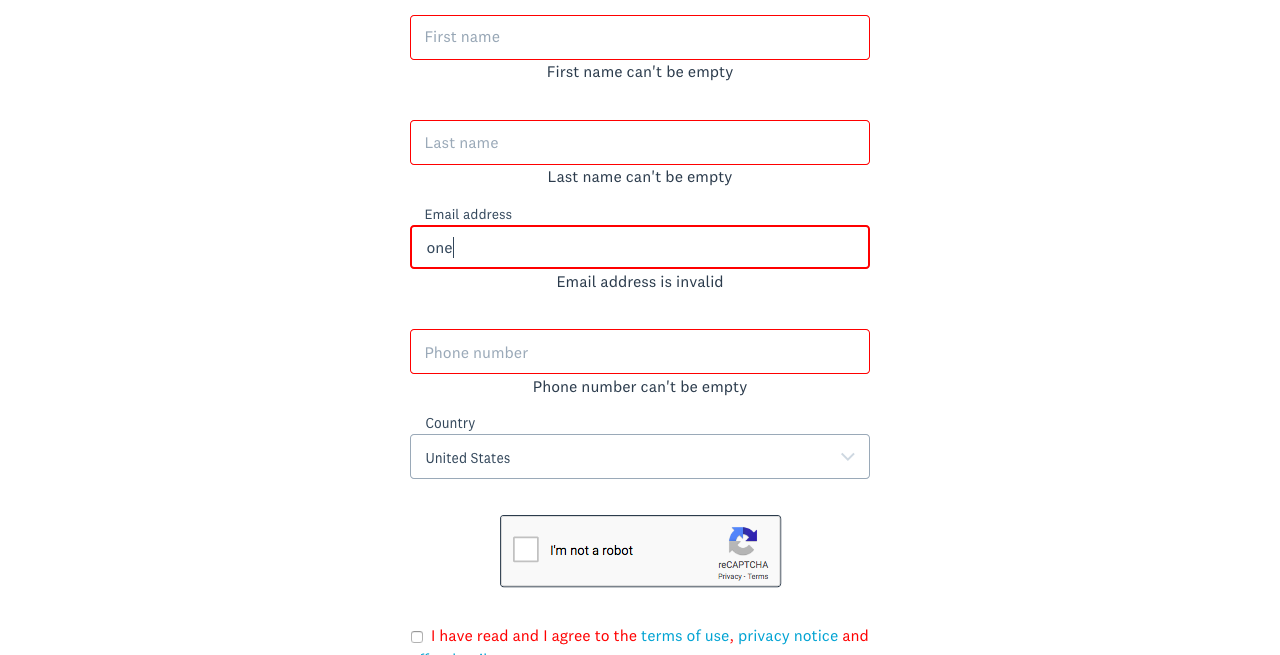 First name
First name can't be empty
Last name
Last name can't be empty
Email address
one
Email address is invalid
Phone number
Phone number can't be empty
Country
United States
I'm not a robot
reCAPTCHA
Privacy - Terms
I have read and I agree to the terms of use, privacy notice and